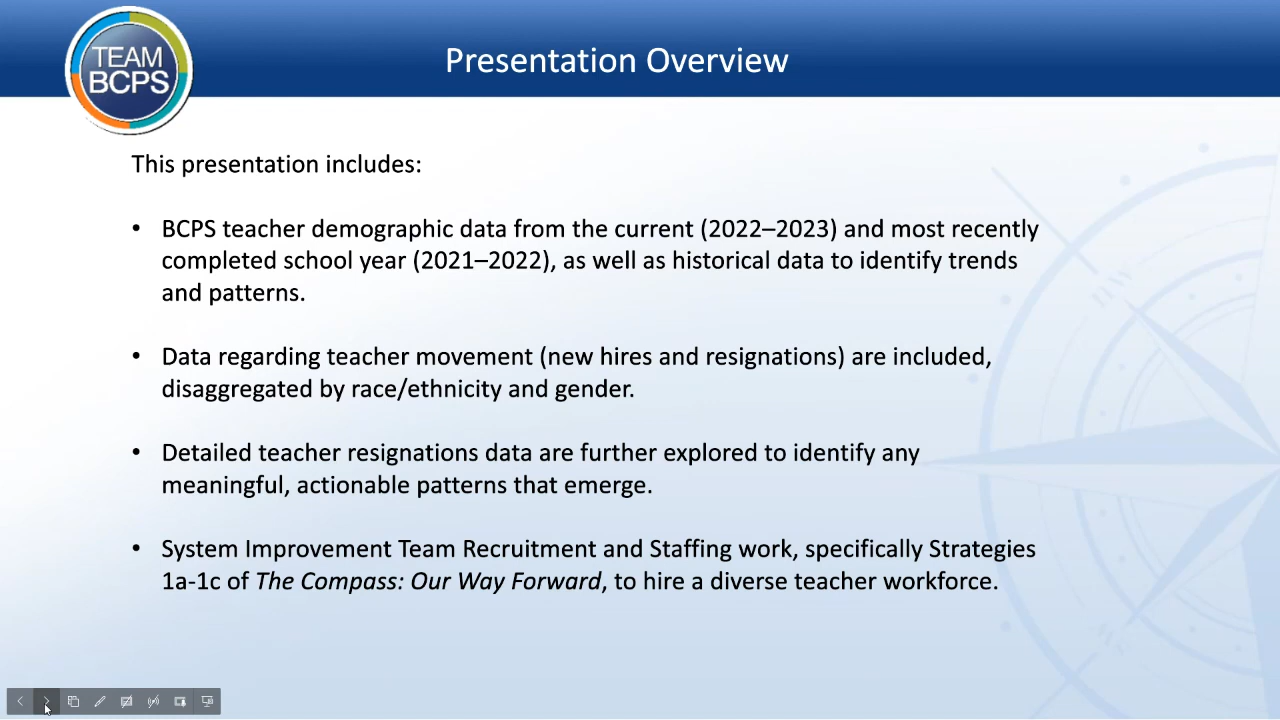 TEAM
BCPS
Presentation Overview
This presentation includes:
• BCPS teacher demographic data from the current (2022–2023) and most recently
completed school year (2021–2022), as well as historical data to identify trends
and patterns.
• Data regarding teacher movement (new hires and resignations) are included,
disaggregated by race/ethnicity and gender.
• Detailed teacher resignations data are further explored to identify any
meaningful, actionable patterns that emerge.
• System Improvement Team Recruitment and Staffing work, specifically Strategies
1a-1c of The Compass: Our Way Forward, to hire a diverse teacher workforce.
NW